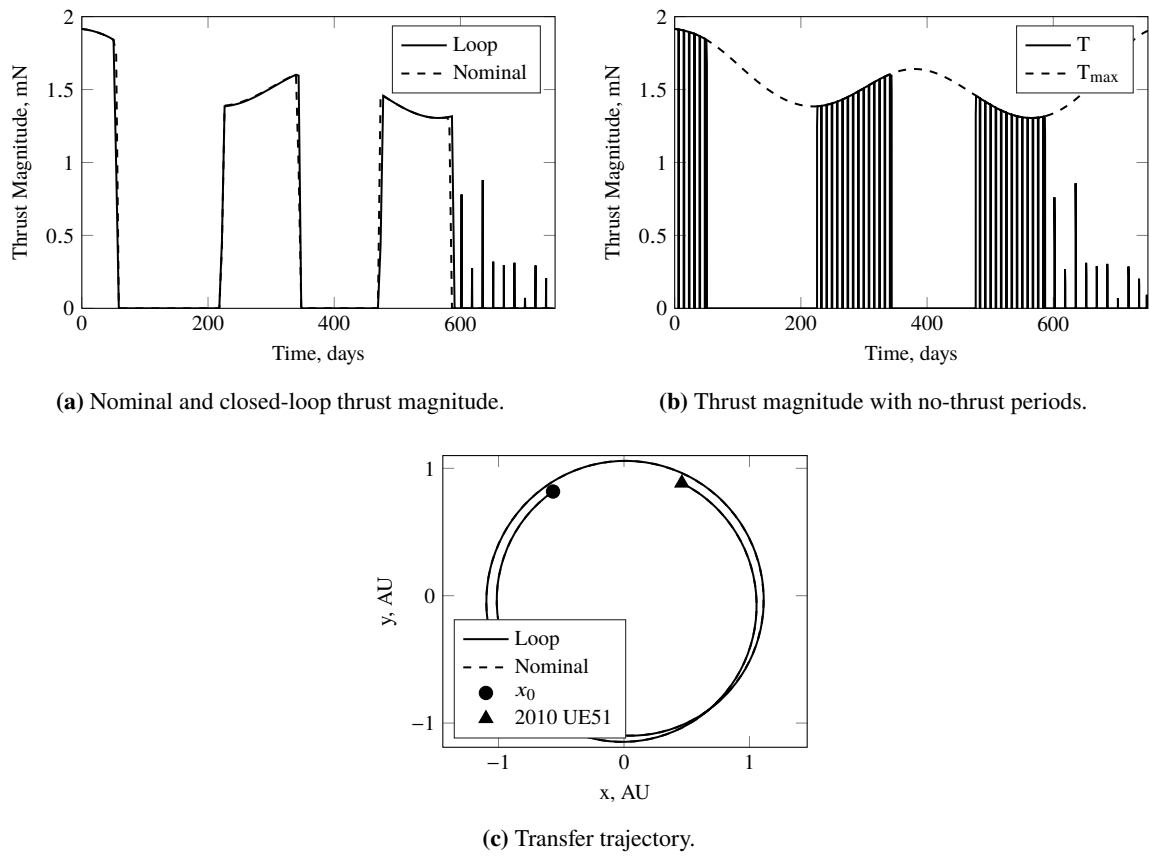 2
1.5
1
0.5
0
0
200
400
600
Thrust Magnitude, mN
Time, days
Loop
Nominal
(a) Nominal and closed-loop thrust magnitude.
2
1.5
1
0.5
0
0
200
400
600
Thrust Magnitude, mN
Time, days
T
Tmax
(b) Thrust magnitude with no-thrust periods.
1
0
−1
−1
0
1
y, AU
x, AU
Loop
Nominal
x0
2010 UE51
(c) Transfer trajectory.